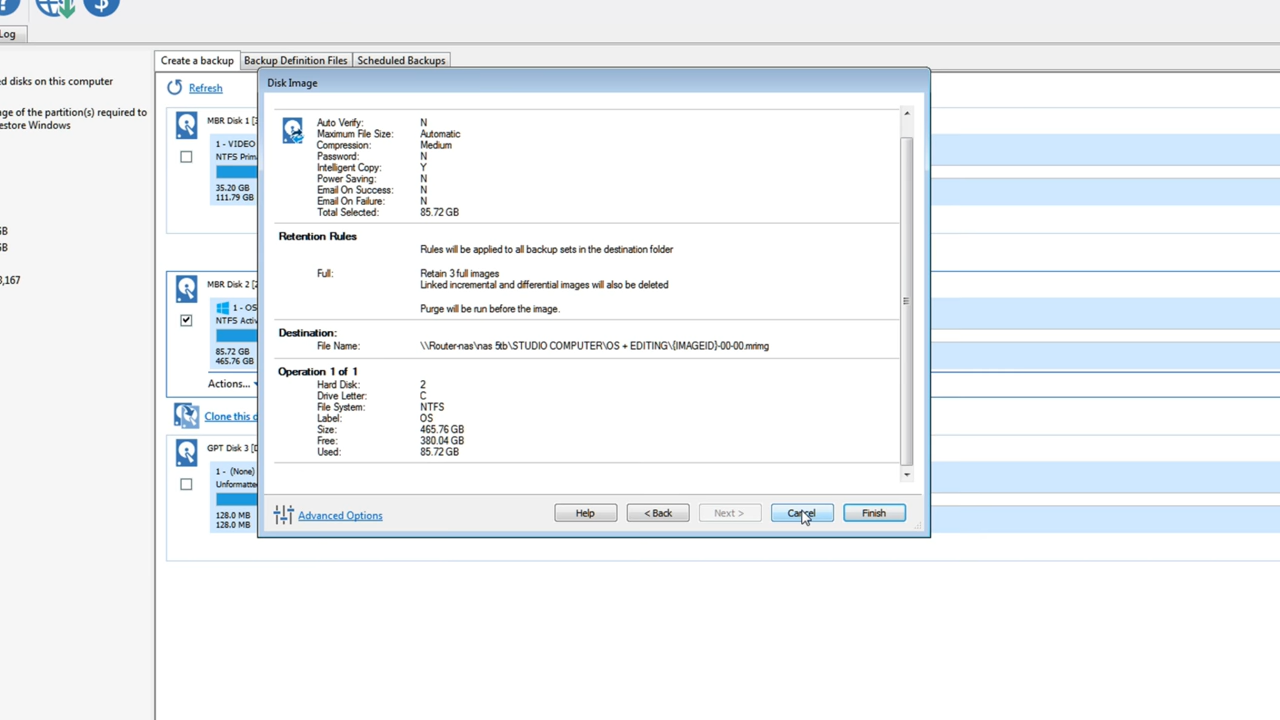 ?
$
Log
Create a backup Backup Definition Files Scheduled Backups
ed disks on this computer
Refresh
nge of the partition(s) required to
estore Windows
GB
GB
3,167
MBR Disk 1 [3
1 - VIDEO
NTFS Prim
35.20 GB
111.79 GB
MBR Disk 2 [2
1 - OS
NTFS Activ
85.72 GB
465.76 GB
Actions...
Clone this d
GPT Disk 3 [D
1 - (None)
Unformatte
128.0 MB
128.0 MB
Disk Image
Auto Verify: N
Maximum File Size: Automatic
Compression: Medium
Password: N
Intelligent Copy: Y
Power Saving: N
Email On Success: N
Email On Failure: N
Total Selected: 85.72 GB
Retention Rules
Rules will be applied to all backup sets in the destination folder
Full: Retain 3 full images
Linked incremental and differential images will also be deleted
Purge will be run before the image.
Destination:
File Name: \\Router-nas\nas 5tb\STUDIO COMPUTER\OS + EDITING\{IMAGEID}-00-00.mrimg
Operation 1 of 1
Hard Disk: 2
Drive Letter: C
File System: NTFS
Label: OS
Size: 465.76 GB
Free: 380.04 GB
Used: 85.72 GB
Advanced Options
Help < Back Next > Cancel Finish